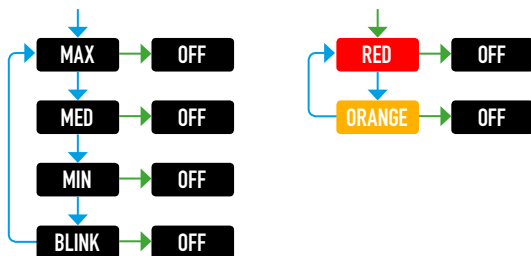 MAX OFF
MED OFF
MIN OFF
BLINK OFF
RED OFF
ORANGE OFF